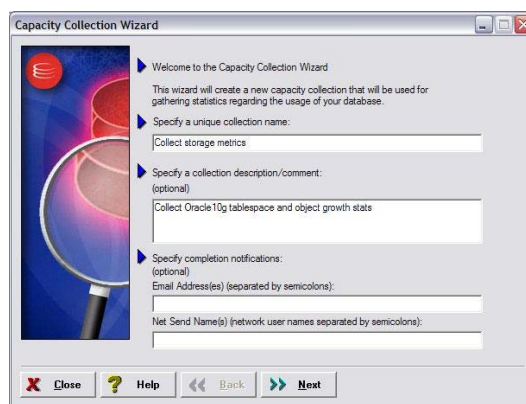 Capacity Collection Wizard
Welcome to the Capacity Collection Wizard
This wizard will create a new capacity collection that will be used for
gathering statistics regarding the usage of your database.
Specify a unique collection name:
Collect storage metrics
Specify a collection description/comment:
(optional)
Collect Oracle10g tablespace and object growth stats
Specify completion notifications:
(optional)
Email Address(es) (separated by semicolons):
Net Send Name(s) (network user names separated by semicolons):
Close
Help
Back
Next